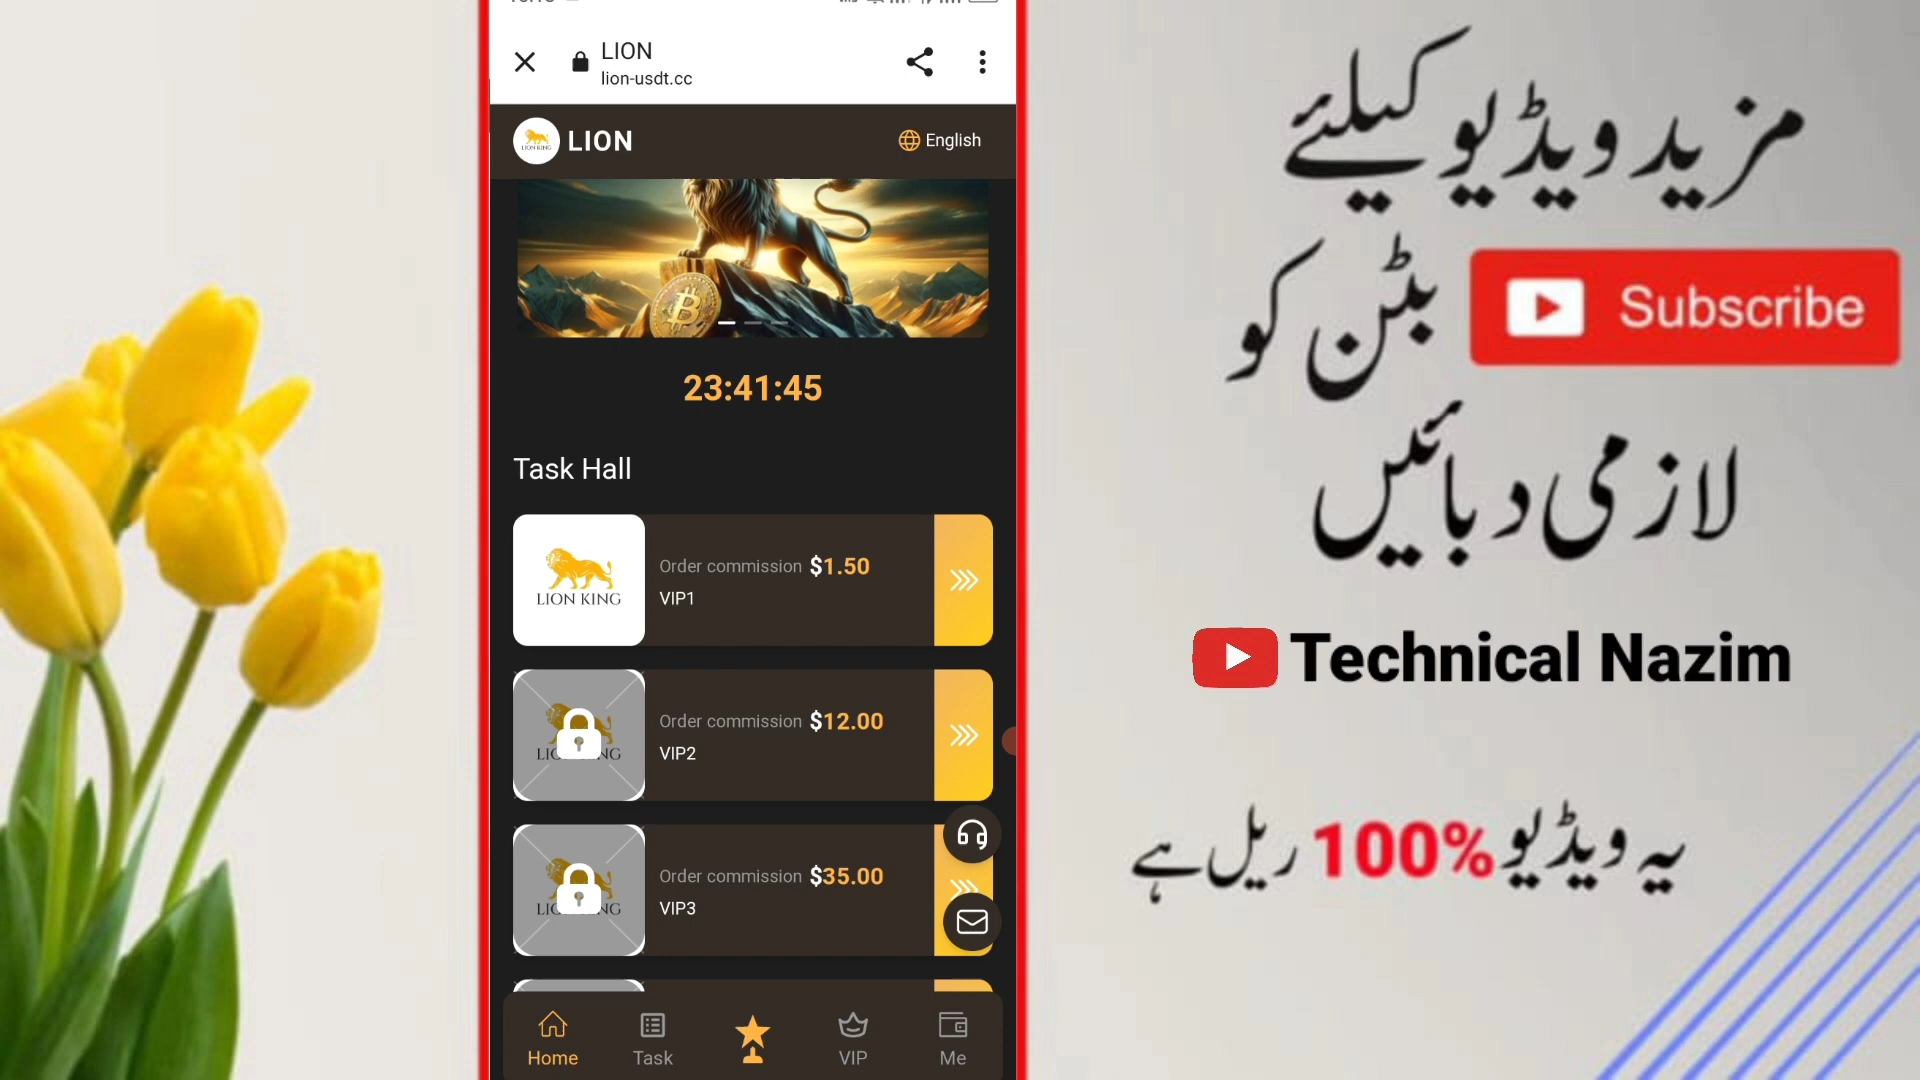 LION
lion-usdt.cc
LION KING
LION
English
23:41:45
Task Hall
LION KING
Order commission $1.50
VIP1
Order commission $12.00
VIP2
Order commission $35.00
VIP3
Home
Task
VIP
Me
مزید ویڈیو کیلئے
بٹن کو
Subscribe
لازمی دبائیں
Technical Nazim
یہ ویڈیو 100% ریل ہے